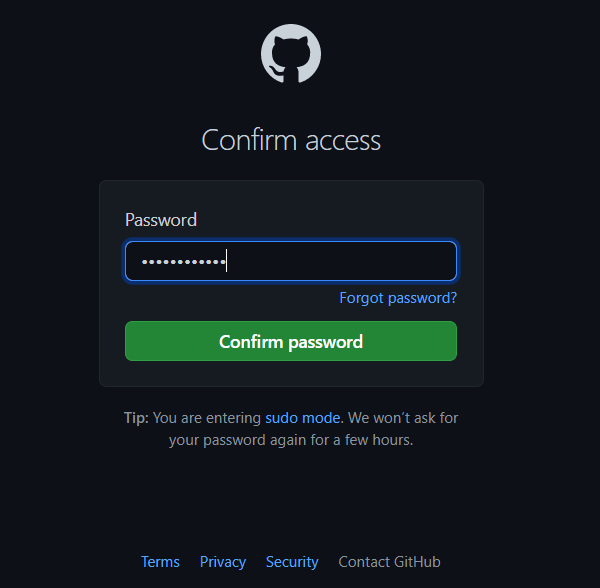 Confirm access
Password
••••••••••••
Forgot password?
Confirm password
Tip: You are entering sudo mode. We won't ask for
your password again for a few hours.
Terms Privacy Security Contact GitHub